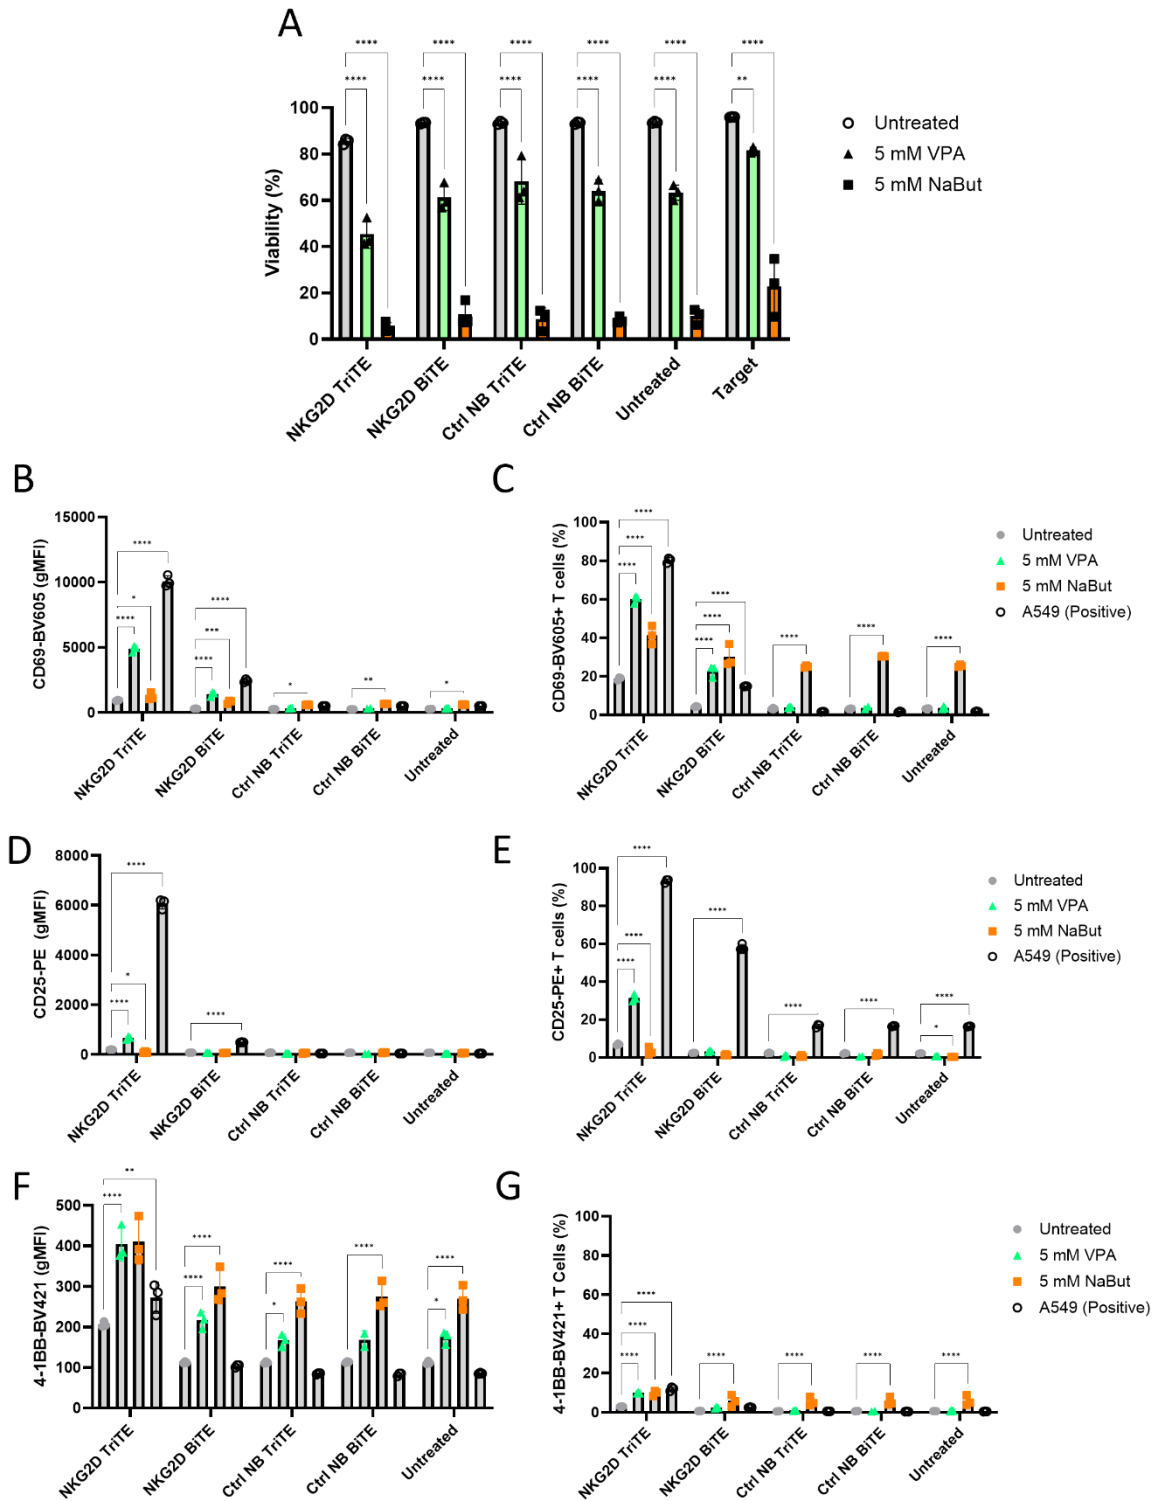 A
**** **** **** **** **** ****
**** **** **** **** **** **
Viability (%)
100
80
60
40
20
0
NKG2D TriTE
NKG2D BiTE
Ctrl NB TriTE
Ctrl NB BiTE
Untreated
Target
Untreated
5 mM VPA
5 mM NaBut
B
CD69-BV605 (gMFI)
15000
10000
5000
0
****
*
****
****
***
****
*
**
*
NKG2D TriTE
NKG2D BiTE
Ctrl NB TriTE
Ctrl NB BiTE
Untreated
C
CD69-BV605+ T cells (%)
100
80
60
40
20
0
****
****
****
****
****
****
****
****
****
NKG2D TriTE
NKG2D BiTE
Ctrl NB TriTE
Ctrl NB BiTE
Untreated
Untreated
5 mM VPA
5 mM NaBut
A549 (Positive)
D
CD25-PE (gMFI)
8000
6000
4000
2000
0
****
*
****
****
NKG2D TriTE
NKG2D BiTE
Ctrl NB TriTE
Ctrl NB BiTE
Untreated
E
CD25-PE+ T cells (%)
100
80
60
40
20
0
****
****
****
****
****
****
****
*
NKG2D TriTE
NKG2D BiTE
Ctrl NB TriTE
Ctrl NB BiTE
Untreated
Untreated
5 mM VPA
5 mM NaBut
A549 (Positive)
F
4-1BB-BV421 (gMFI)
500
400
300
200
100
0
**
****
****
****
****
*
****
****
*
NKG2D TriTE
NKG2D BiTE
Ctrl NB TriTE
Ctrl NB BiTE
Untreated
G
4-1BB-BV421+ T Cells (%)
100
80
60
40
20
0
****
****
****
****
****
****
****
NKG2D TriTE
NKG2D BiTE
Ctrl NB TriTE
Ctrl NB BiTE
Untreated
Untreated
5 mM VPA
5 mM NaBut
A549 (Positive)